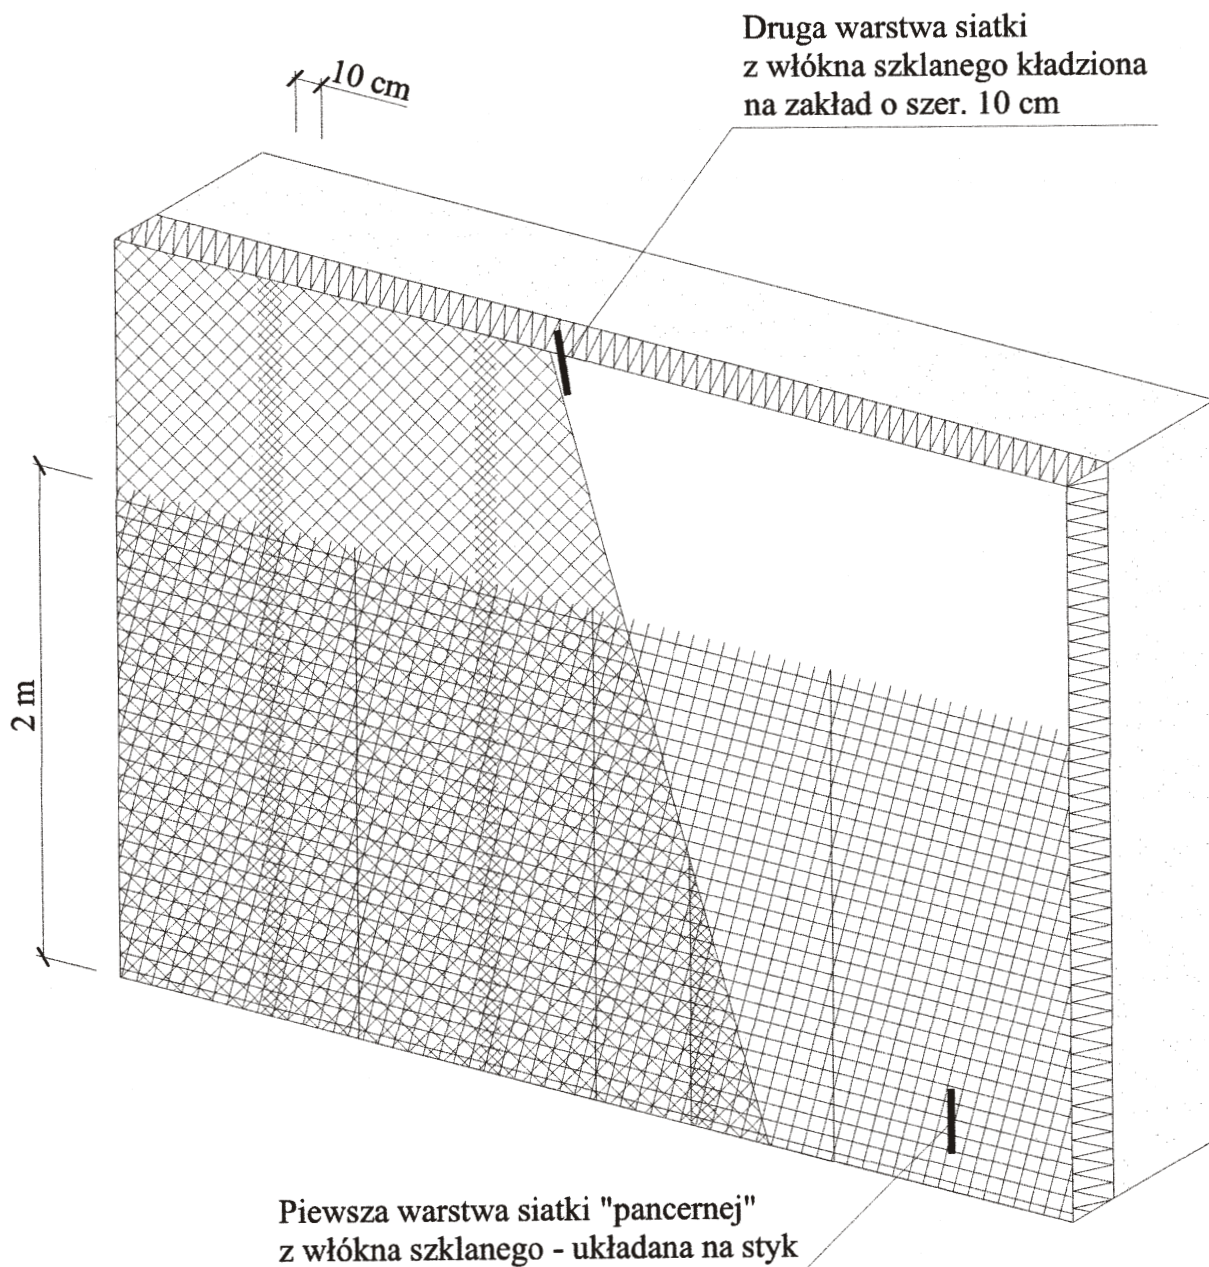 Druga warstwa siatki
z włókna szklanego kładziona
na zakład o szer. 10 cm
10 cm
2 m
Piewsza warstwa siatki "pancernej"
z włókna szklanego - układana na styk